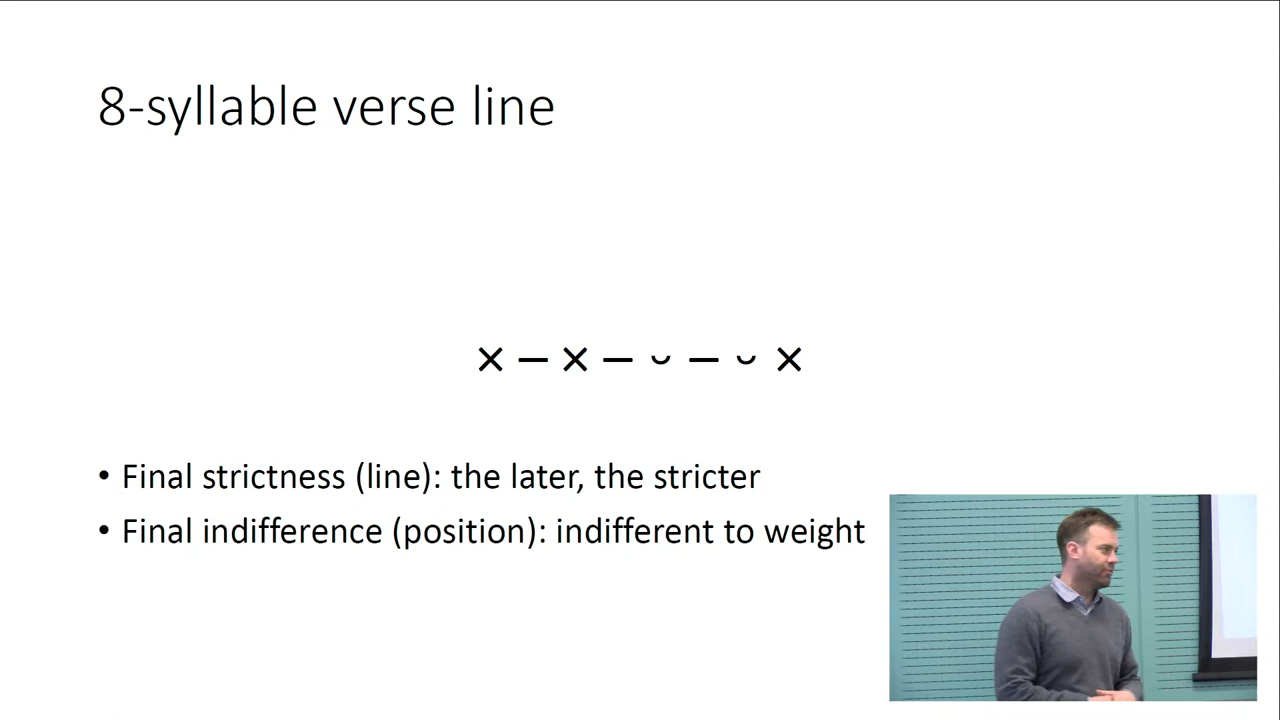 8-syllable verse line
× – × – ᴗ – ᴗ ×
• Final strictness (line): the later, the stricter
• Final indifference (position): indifferent to weight